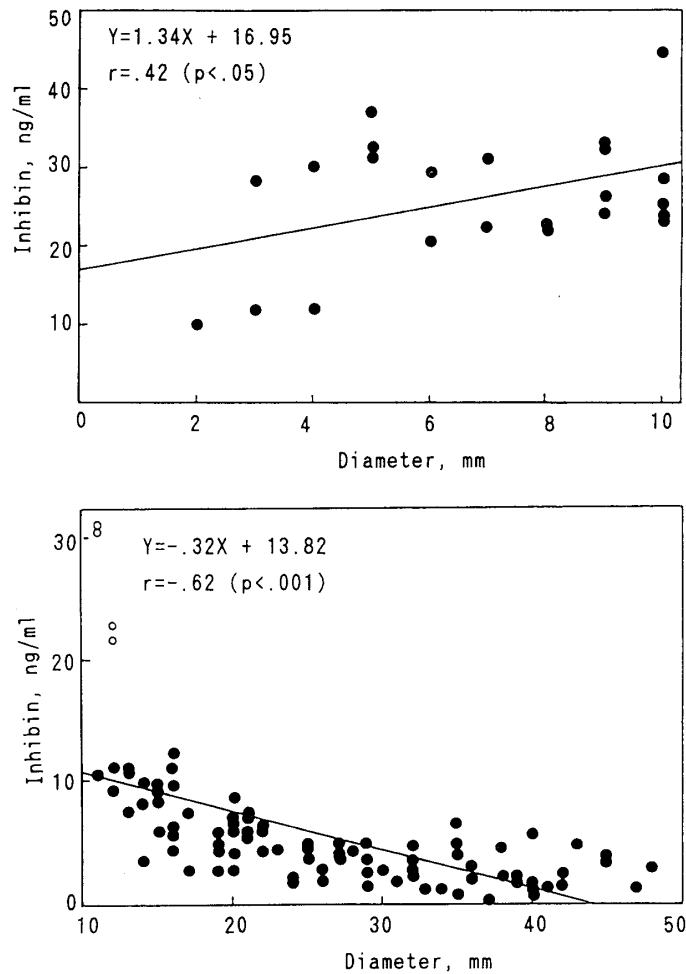 50
Y=1.34X + 16.95
r=.42 (p<.05)
40
30
20
10
Inhibin, ng/ml
0 2 4 6 8 10
Diameter, mm
30
Y=-.32X + 13.82
r=-.62 (p<.001)
20
10
0
Inhibin, ng/ml
10 20 30 40 50
Diameter, mm